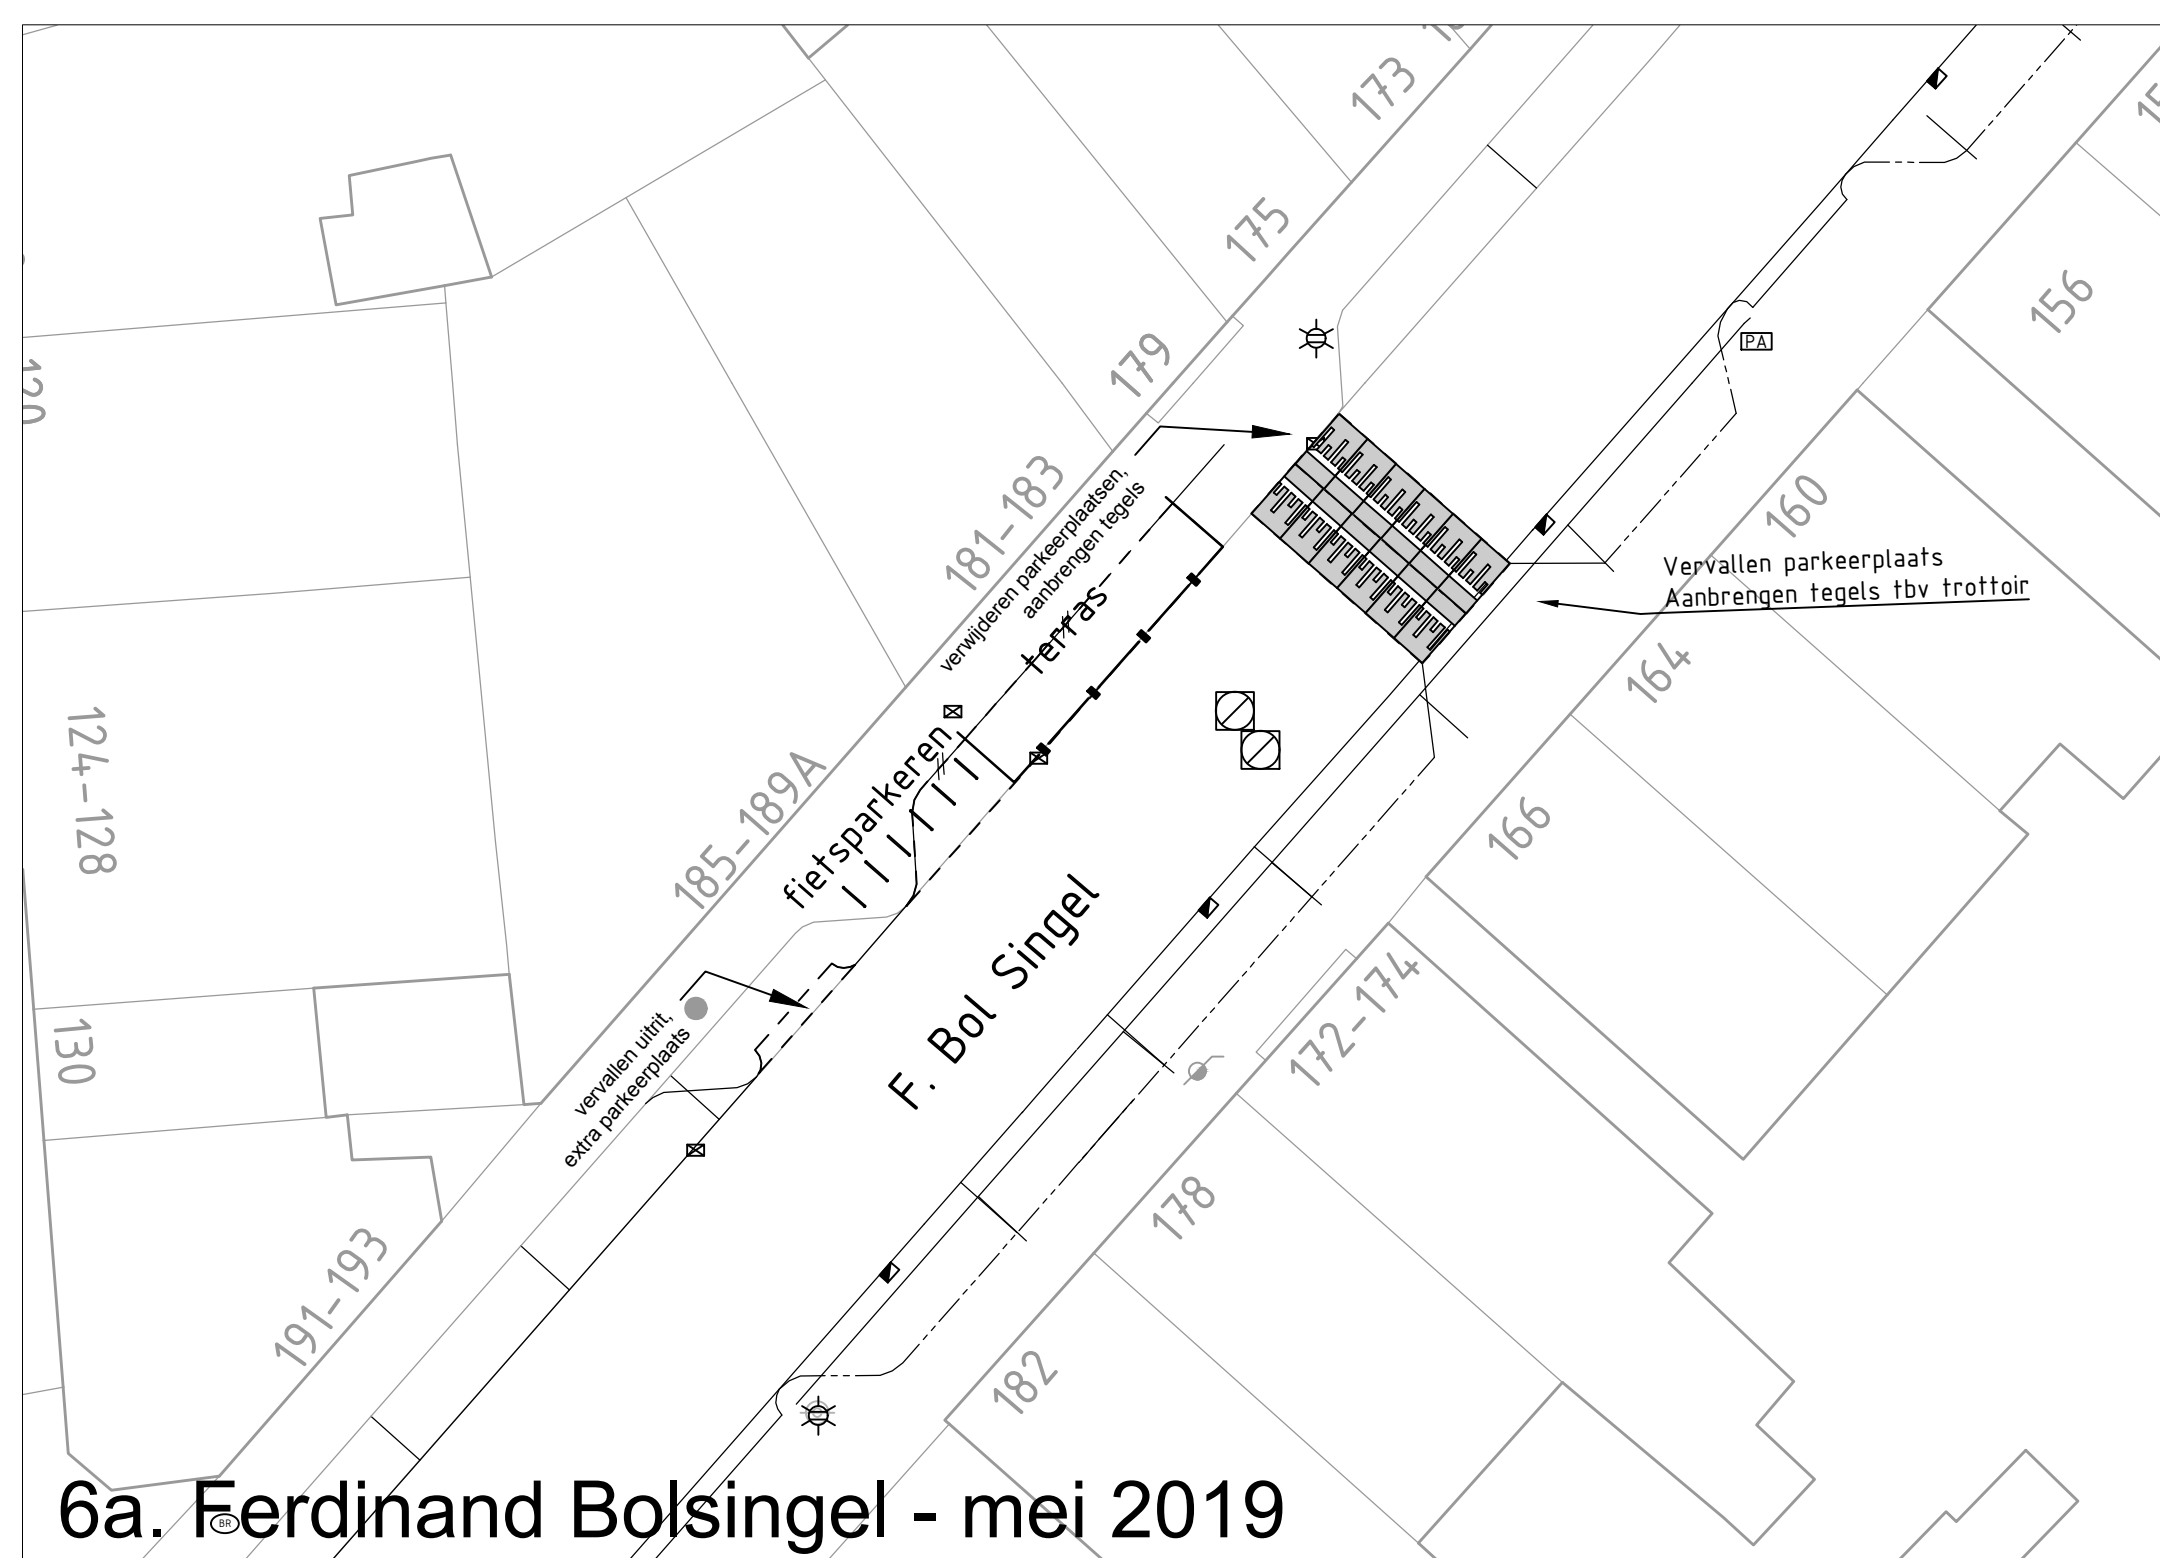 173
175
179
181-183
verwijderen parkeerplaatsen,
aanbrengen tegels
terras
fietsparkeren
185-189A
124-128
130
vervallen uitrit,
extra parkeerplaats
191-193
F. Bol Singel
PA
156
160
Vervallen parkeerplaats
Aanbrengen tegels tbv trottoir
164
166
172-174
178
182
BR
6a. Ferdinand Bolsingel - mei 2019